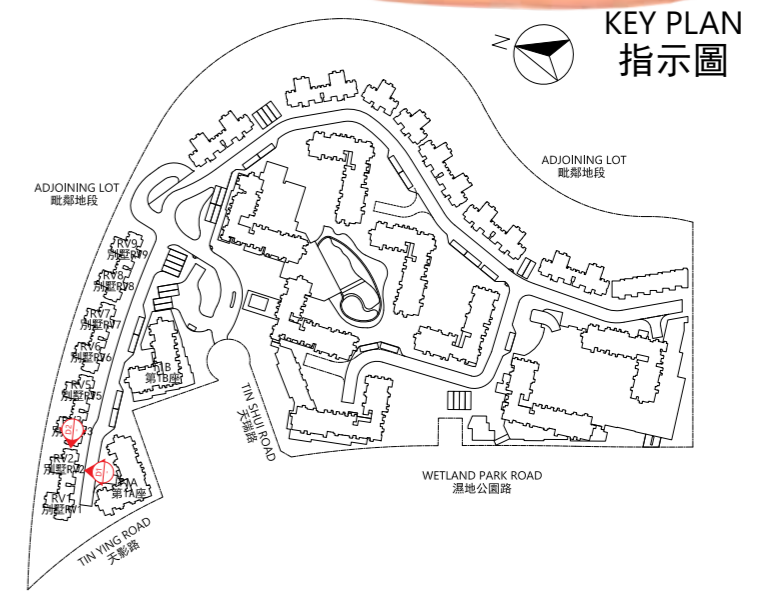 KEY PLAN
指示圖
N
ADJOINING LOT
毗鄰地段
ADJOINING LOT
毗鄰地段
RV9
別墅RV9
RV8
別墅RV8
RV7
別墅RV7
RV6
別墅RV6
RV5
別墅RV5
D2
RV2
別墅RV2
D1
RV1
別墅RV1
第1B座
第1A座
TIN SHUI ROAD
天瑞路
WETLAND PARK ROAD
濕地公園路
TIN YING ROAD
天影路